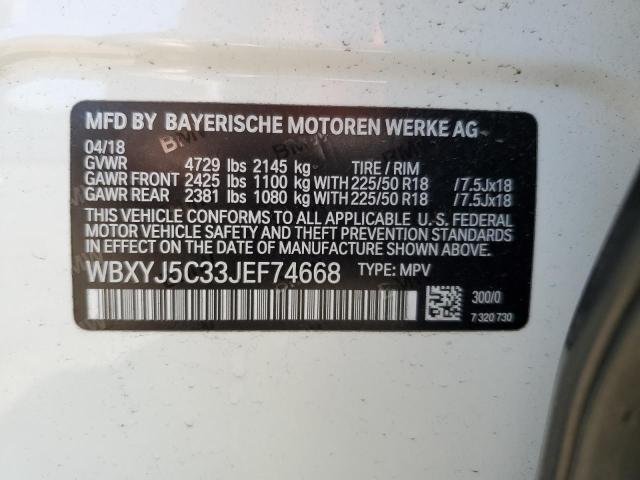 MFD BY BAYERISCHE MOTOREN WERKE AG
04/18
GVWR 4729 lbs 2145 kg TIRE / RIM
GAWR FRONT 2425 lbs 1100 kg WITH 225/50 R18 /7.5Jx18
GAWR REAR 2381 lbs 1080 kg WITH 225/50 R18 /7.5Jx18
THIS VEHICLE CONFORMS TO ALL APPLICABLE U. S. FEDERAL
MOTOR VEHICLE SAFETY, BUMPER, AND THEFT PREVENTION STANDARDS
IN EFFECT ON THE DATE OF MANUFACTURE SHOWN ABOVE.
WBXYJ5C33JEF74668 TYPE: MPV
300/0
7 320 730